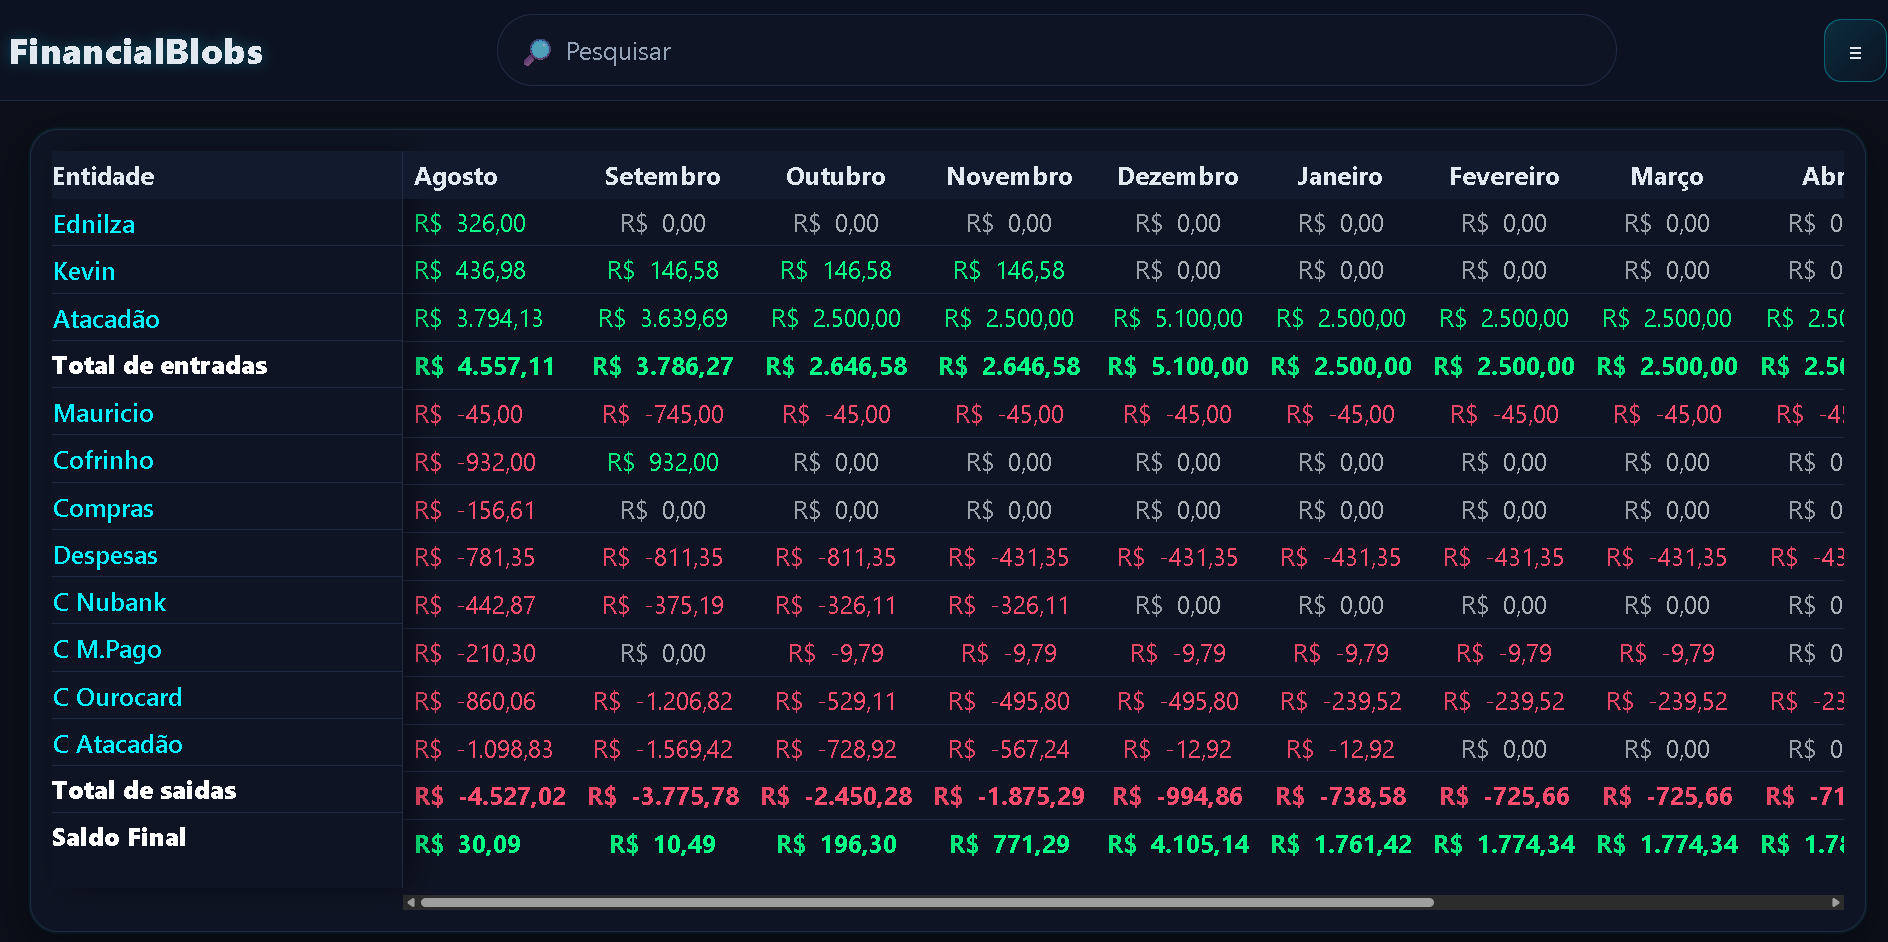 FinancialBlobs
Pesquisar
Entidade Agosto Setembro Outubro Novembro Dezembro Janeiro Fevereiro Março Abr
Ednilza R$ 326,00 R$ 0,00 R$ 0,00 R$ 0,00 R$ 0,00 R$ 0,00 R$ 0,00 R$ 0,00 R$ 0
Kevin R$ 436,98 R$ 146,58 R$ 146,58 R$ 146,58 R$ 0,00 R$ 0,00 R$ 0,00 R$ 0,00 R$ 0
Atacadão R$ 3.794,13 R$ 3.639,69 R$ 2.500,00 R$ 2.500,00 R$ 5.100,00 R$ 2.500,00 R$ 2.500,00 R$ 2.500,00 R$ 2.50
Total de entradas R$ 4.557,11 R$ 3.786,27 R$ 2.646,58 R$ 2.646,58 R$ 5.100,00 R$ 2.500,00 R$ 2.500,00 R$ 2.500,00 R$ 2.50
Mauricio R$ -45,00 R$ -745,00 R$ -45,00 R$ -45,00 R$ -45,00 R$ -45,00 R$ -45,00 R$ -45,00 R$ -45
Cofrinho R$ -932,00 R$ 932,00 R$ 0,00 R$ 0,00 R$ 0,00 R$ 0,00 R$ 0,00 R$ 0,00 R$ 0
Compras R$ -156,61 R$ 0,00 R$ 0,00 R$ 0,00 R$ 0,00 R$ 0,00 R$ 0,00 R$ 0,00 R$ 0
Despesas R$ -781,35 R$ -811,35 R$ -811,35 R$ -431,35 R$ -431,35 R$ -431,35 R$ -431,35 R$ -431,35 R$ -43
C Nubank R$ -442,87 R$ -375,19 R$ -326,11 R$ -326,11 R$ 0,00 R$ 0,00 R$ 0,00 R$ 0,00 R$ 0
C M.Pago R$ -210,30 R$ 0,00 R$ -9,79 R$ -9,79 R$ -9,79 R$ -9,79 R$ -9,79 R$ -9,79 R$ 0
C Ourocard R$ -860,06 R$ -1.206,82 R$ -529,11 R$ -495,80 R$ -495,80 R$ -239,52 R$ -239,52 R$ -239,52 R$ -23
C Atacadão R$ -1.098,83 R$ -1.569,42 R$ -728,92 R$ -567,24 R$ -12,92 R$ -12,92 R$ 0,00 R$ 0,00 R$ 0
Total de saidas R$ -4.527,02 R$ -3.775,78 R$ -2.450,28 R$ -1.875,29 R$ -994,86 R$ -738,58 R$ -725,66 R$ -725,66 R$ -71
Saldo Final R$ 30,09 R$ 10,49 R$ 196,30 R$ 771,29 R$ 4.105,14 R$ 1.761,42 R$ 1.774,34 R$ 1.774,34 R$ 1.78